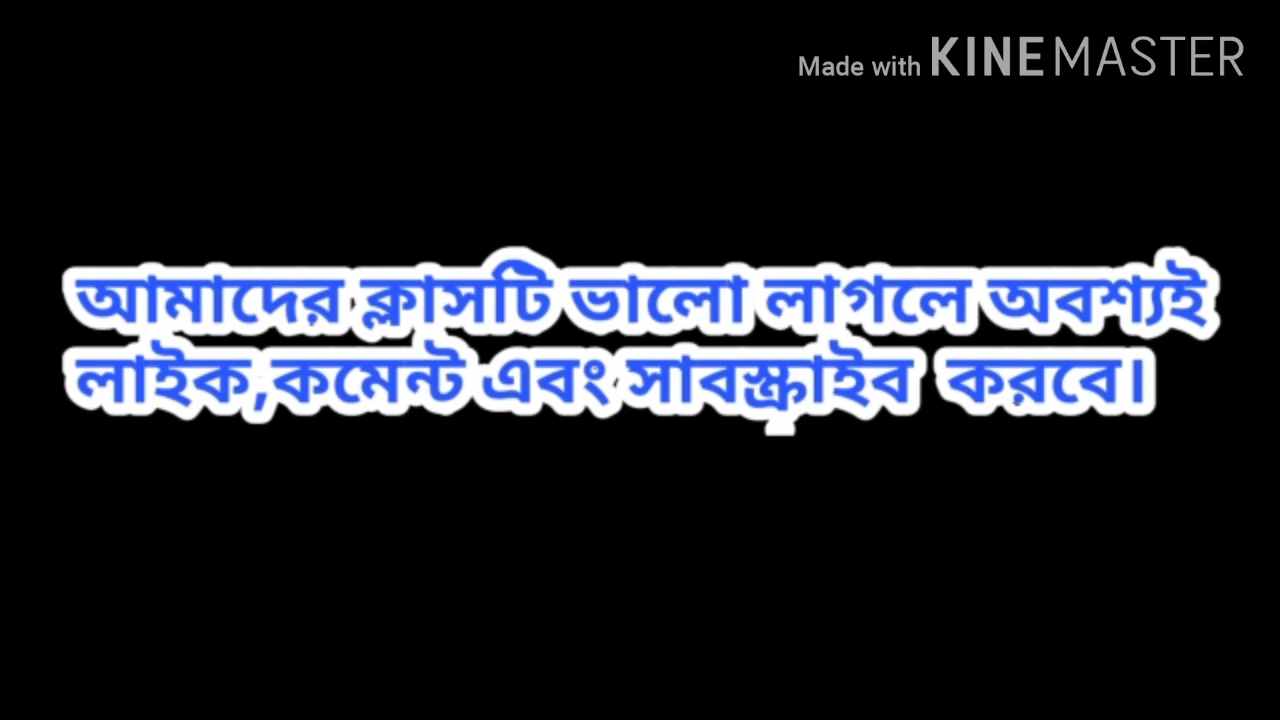 Made with KINEMASTER
আমাদের ক্লাসটি ভালো লাগলে অবশ্যই
লাইক,কমেন্ট এবং সাবস্ক্রাইব করবে।